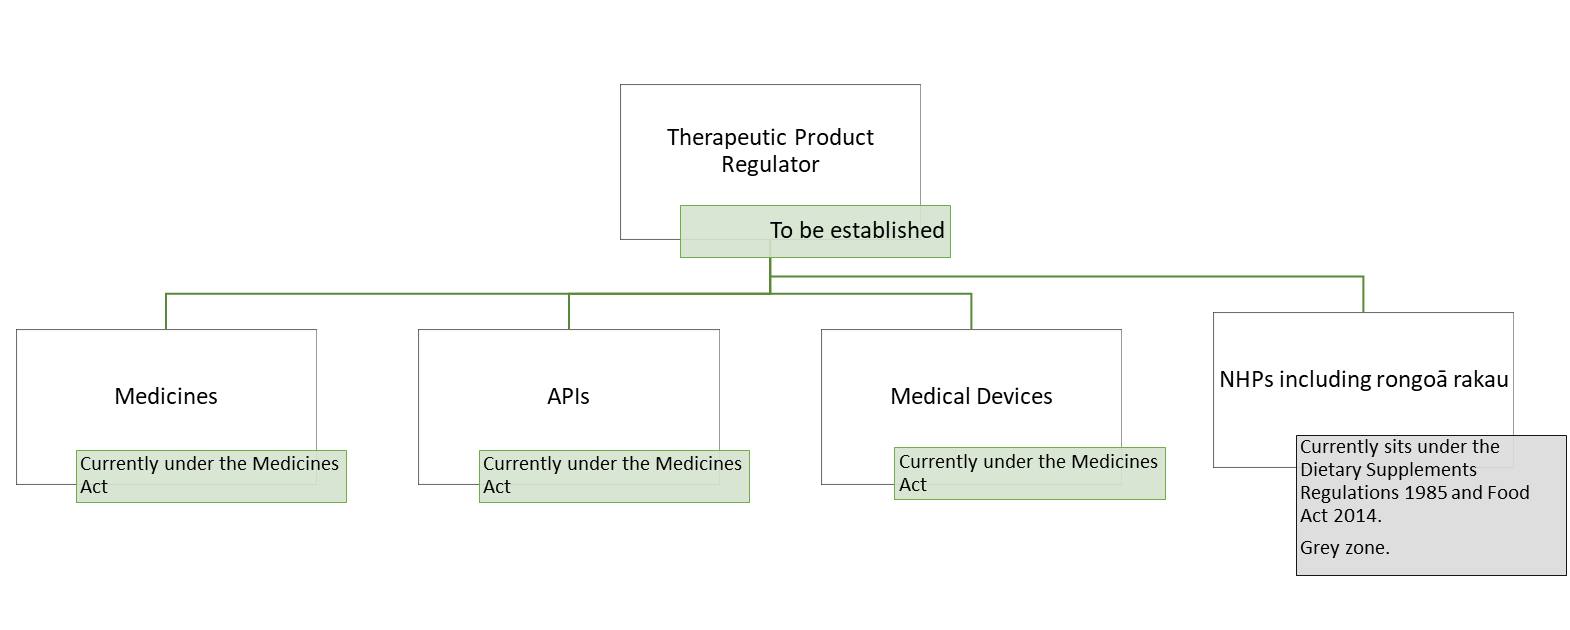 Therapeutic Product
Regulator
To be established
Medicines
Currently under the Medicines
Act
APIs
Currently under the Medicines
Act
Medical Devices
Currently under the Medicines
Act
NHPs including rongoā rakau
Currently sits under the
Dietary Supplements
Regulations 1985 and Food
Act 2014.
Grey zone.